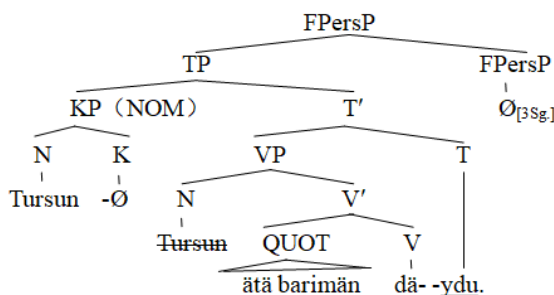 FPersP
TP FPersP
KP（NOM） T′ Ø[3Sg.]
N K VP T
Tursun -Ø N V′
Tursun QUOT V
ätä barimän dä- -ydu.